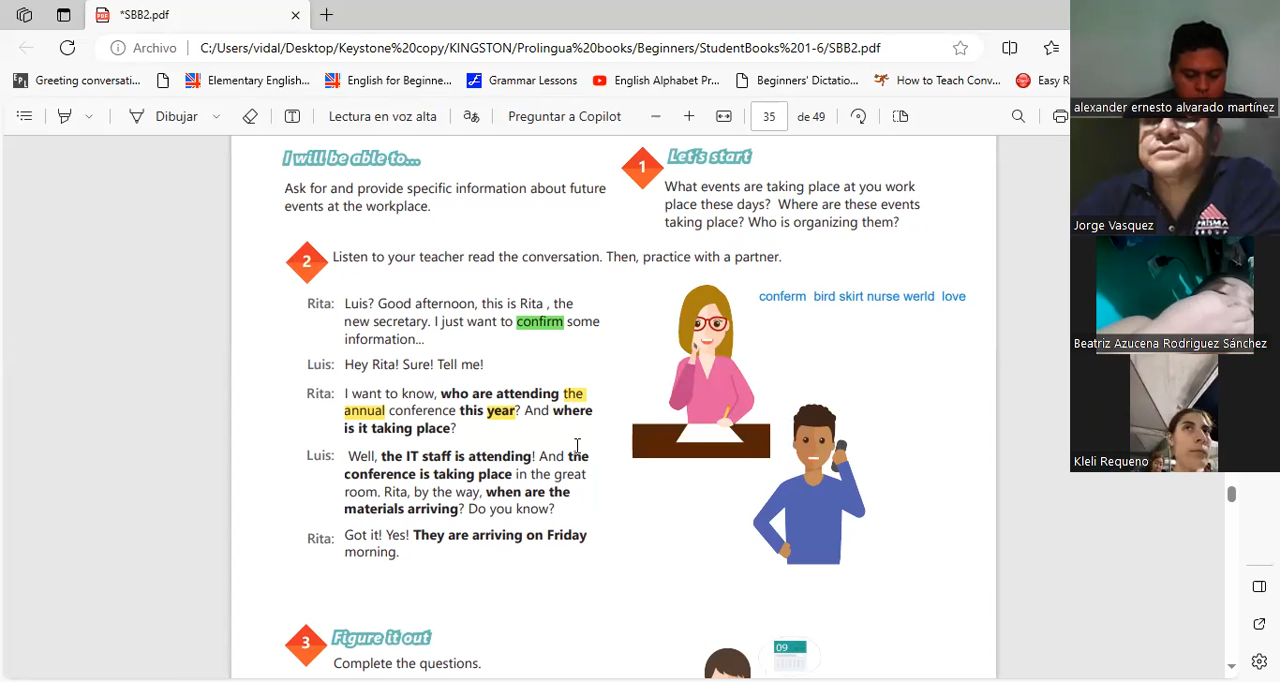 *SBB2.pdf
Archivo
C:/Users/vidal/Desktop/Keystone%20copy/KINGSTON/Prolingua%20books/Beginners/StudentBooks%201-6/SBB2.pdf
Greeting conversati...
Elementary English...
English for Beginne...
Grammar Lessons
English Alphabet Pr...
Beginners' Dictatio...
How to Teach Conv...
Easy R
Dibujar
Lectura en voz alta
Preguntar a Copilot
35
de 49
I will be able to...
Ask for and provide specific information about future
events at the workplace.
1
Let's start
What events are taking place at you work
place these days? Where are these events
taking place? Who is organizing them?
2
Listen to your teacher read the conversation. Then, practice with a partner.
conferm bird skirt nurse werld love
Rita: Luis? Good afternoon, this is Rita , the
new secretary. I just want to confirm some
information...
Luis: Hey Rita! Sure! Tell me!
Rita: I want to know, who are attending the
annual conference this year? And where
is it taking place?
Luis: Well, the IT staff is attending! And the
conference is taking place in the great
room. Rita, by the way, when are the
materials arriving? Do you know?
Rita: Got it! Yes! They are arriving on Friday
morning.
3
Figure it out
Complete the questions.
09
alexander ernesto alvarado martínez
PRISMA
Jorge Vasquez
Beatriz Azucena Rodriguez Sánchez
Kleli Requeno